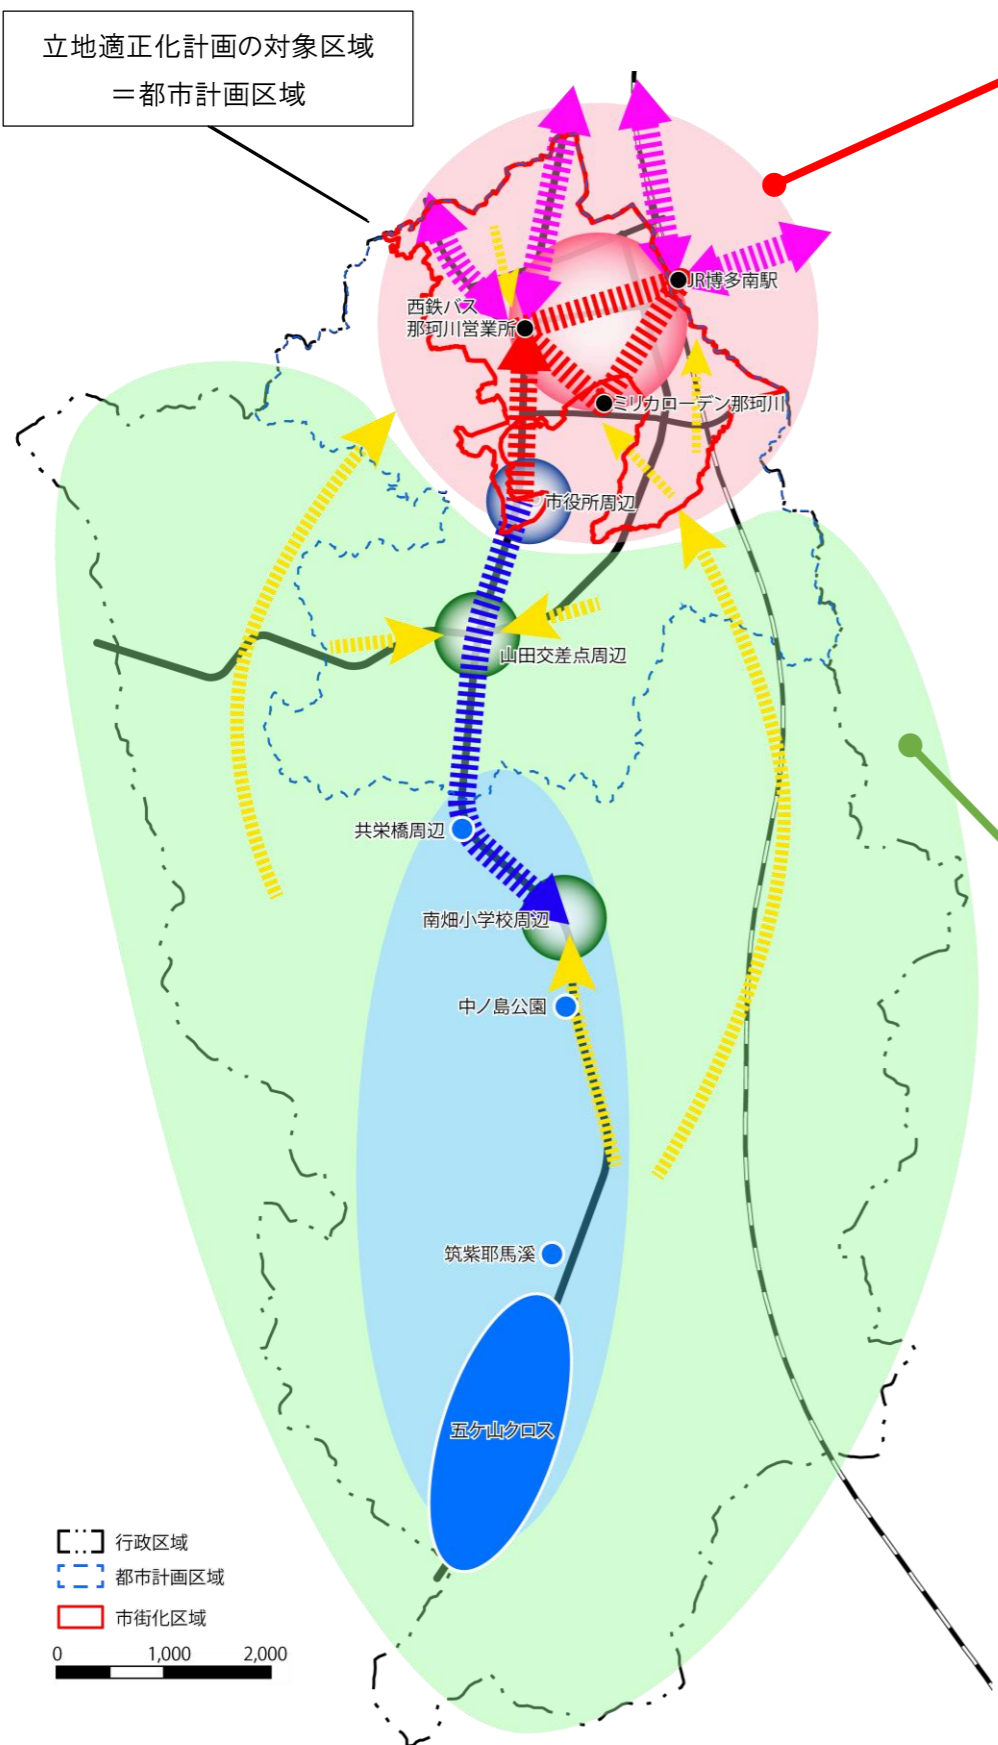 立地適正化計画の対象区域
＝都市計画区域
JR博多南駅
西鉄バス
那珂川営業所
ミリカローデン那珂川
市役所周辺
山田交差点周辺
共栄橋周辺
南畑小学校周辺
中ノ島公園
筑紫耶馬溪
五ケ山クロス
行政区域
都市計画区域
市街化区域
0 1,000 2,000